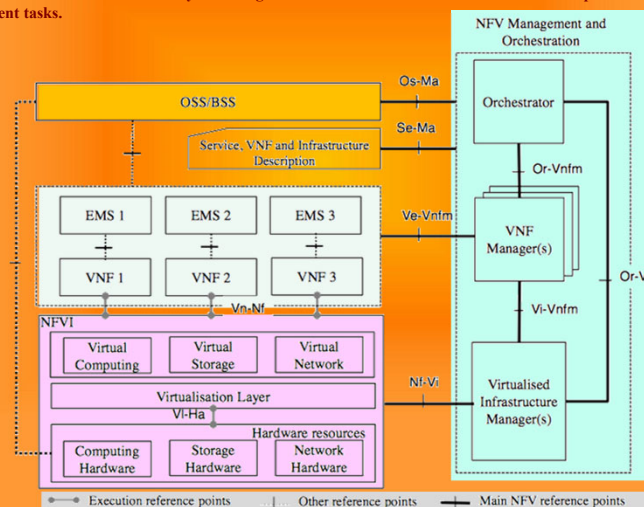 ent tasks.
NFV Management and
Orchestration
OSS/BSS
Os-Ma
Orchestrator
Se-Ma
Service, VNF and Infrastructure
Description
Or-Vnfm
EMS 1
EMS 2
EMS 3
Ve-Vnfm
VNF
Manager(s)
VNF 1
VNF 2
VNF 3
Or-V
Vn-Nf
Vi-Vnfm
NFVI
Virtual
Computing
Virtual
Storage
Virtual
Network
Nf-Vi
Virtualised
Infrastructure
Manager(s)
Virtualisation Layer
Vl-Ha
Hardware resources
Computing
Hardware
Storage
Hardware
Network
Hardware
Execution reference points
Other reference points
Main NFV reference points